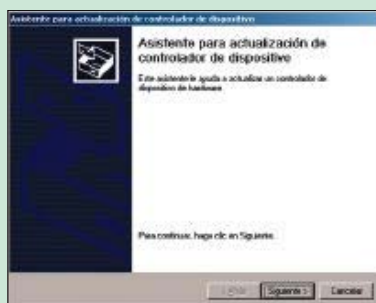 Asistente para actualización de controlador de dispositivo
Asistente para actualización de
controlador de dispositivo
Este asistente le ayuda a actualizar un controlador de
dispositivo de hardware
Para continuar, haga clic en Siguiente.
Siguiente > Cancelar